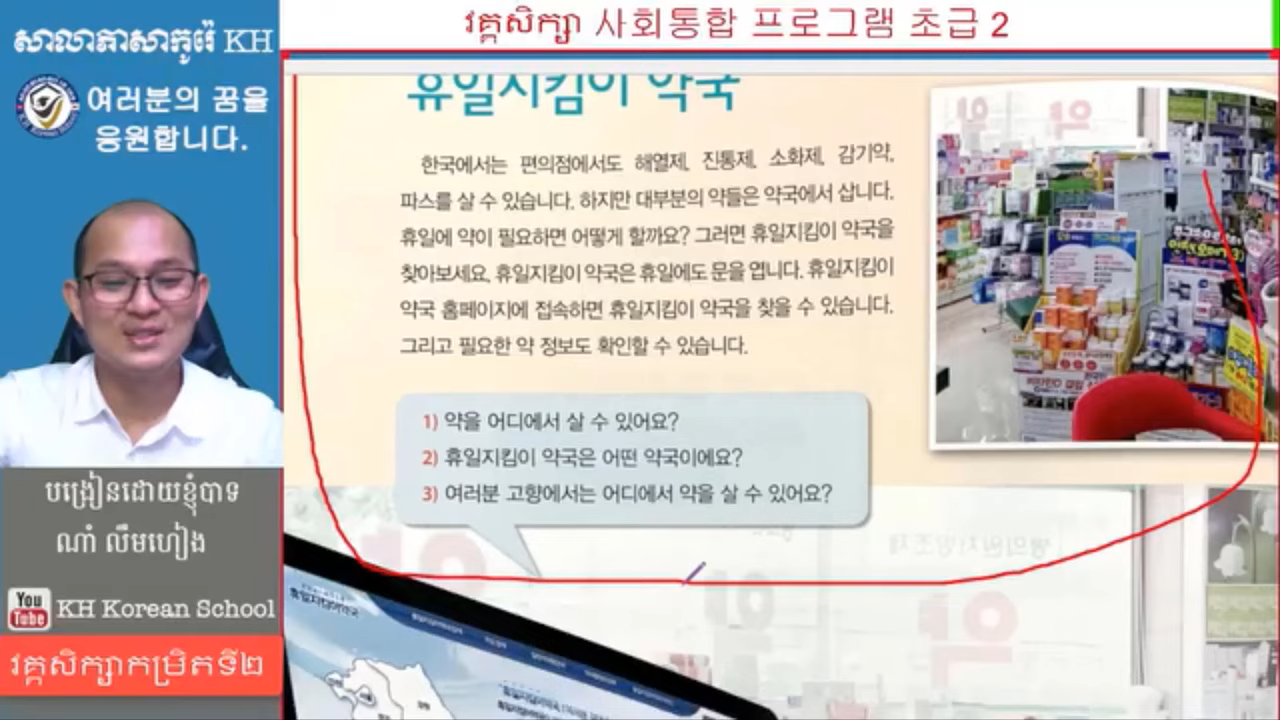 វគ្គសិក្សា 사회통합 프로그램 초급 2
សាលាភាសាកូរ៉េ KH
여러분의 꿈을
응원합니다.
휴일지킴이 약국
한국에서는 편의점에서도 해열제, 진통제, 소화제, 감기약,
파스를 살 수 있습니다. 하지만 대부분의 약들은 약국에서 삽니다.
휴일에 약이 필요하면 어떻게 할까요? 그러면 휴일지킴이 약국을
찾아보세요. 휴일지킴이 약국은 휴일에도 문을 엽니다. 휴일지킴이
약국 홈페이지에 접속하면 휴일지킴이 약국을 찾을 수 있습니다.
그리고 필요한 약 정보도 확인할 수 있습니다.
1) 약을 어디에서 살 수 있어요?
2) 휴일지킴이 약국은 어떤 약국이에요?
3) 여러분 고향에서는 어디에서 약을 살 수 있어요?
បង្រៀនដោយខ្ញុំបាទ
ណាំ លឹមហៀង
You
Tube
KH Korean School
វគ្គសិក្សាកម្រិតទី២
휴일지킴이약국
약
약
약